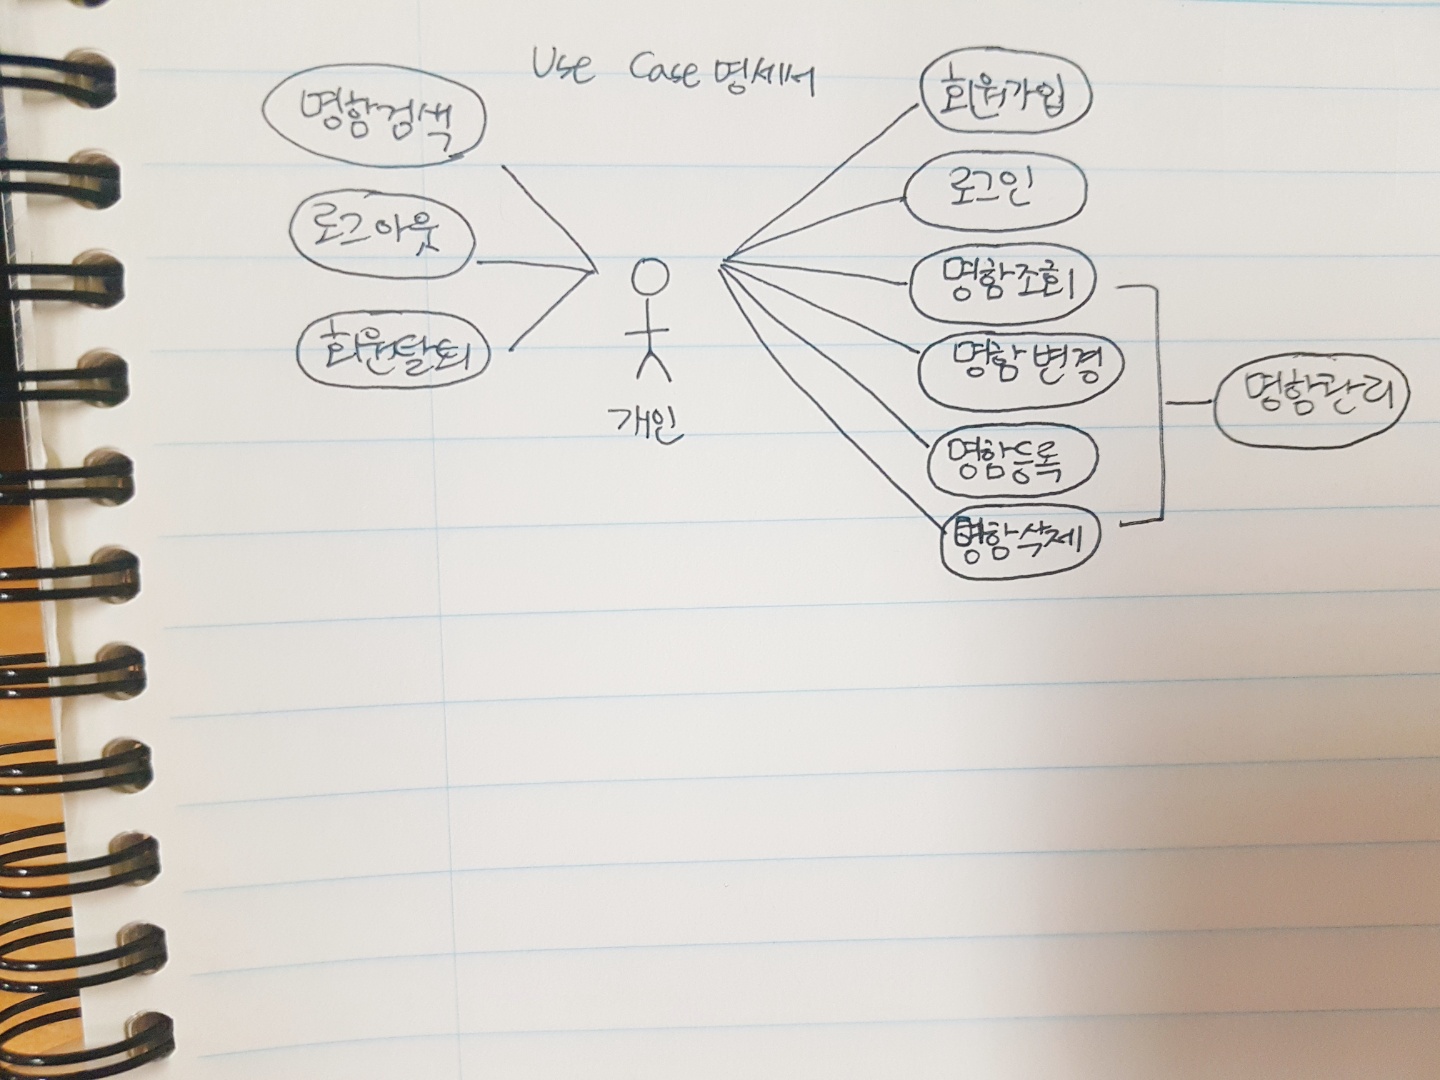 Use Case 명세서
명함검색
로그아웃
회원탈퇴
개인
회원가입
로그인
명함조회
명함변경
명함등록
명함삭제
명함관리